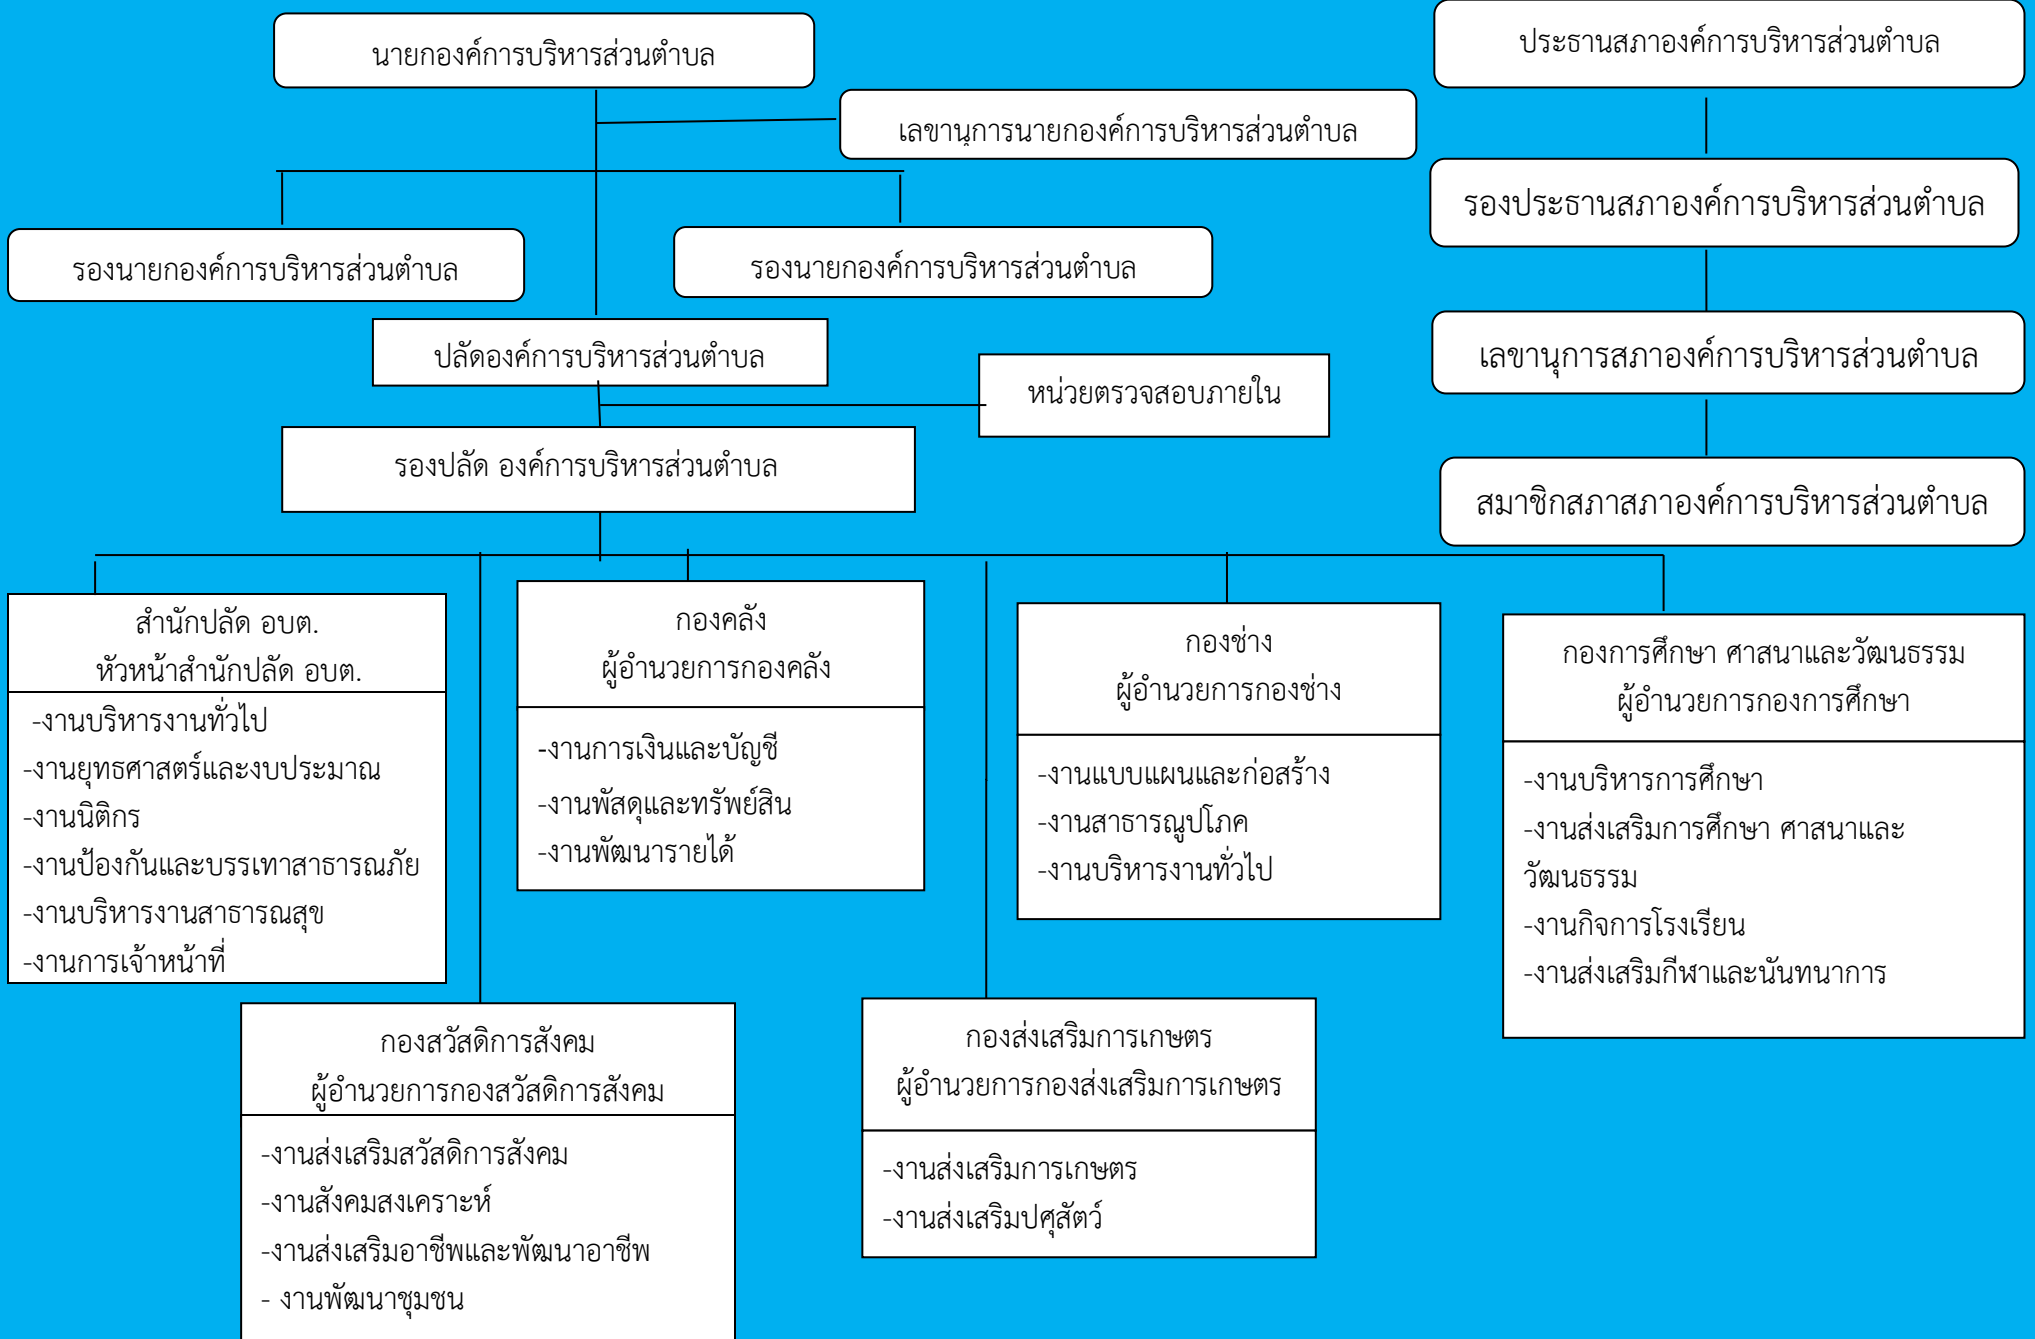 นายกองค์การบริหารส่วนตำบล
ประธานสภาองค์การบริหารส่วนตำบล
เลขานุการนายกองค์การบริหารส่วนตำบล
รองประธานสภาองค์การบริหารส่วนตำบล
รองนายกองค์การบริหารส่วนตำบล
รองนายกองค์การบริหารส่วนตำบล
ปลัดองค์การบริหารส่วนตำบล
เลขานุการสภาองค์การบริหารส่วนตำบล
หน่วยตรวจสอบภายใน
รองปลัด องค์การบริหารส่วนตำบล
สมาชิกสภาสภาองค์การบริหารส่วนตำบล
สำนักปลัด อบต.
หัวหน้าสำนักปลัด อบต.
-งานบริหารงานทั่วไป
-งานยุทธศาสตร์และงบประมาณ
-งานนิติกร
-งานป้องกันและบรรเทาสาธารณภัย
-งานบริหารงานสาธารณสุข
-งานการเจ้าหน้าที่
กองคลัง
ผู้อำนวยการกองคลัง
-งานการเงินและบัญชี
-งานพัสดุและทรัพย์สิน
-งานพัฒนารายได้
กองช่าง
ผู้อำนวยการกองช่าง
-งานแบบแผนและก่อสร้าง
-งานสาธารณูปโภค
-งานบริหารงานทั่วไป
กองการศึกษา ศาสนาและวัฒนธรรม
ผู้อำนวยการกองการศึกษา
-งานบริหารการศึกษา
-งานส่งเสริมการศึกษา ศาสนาและ
วัฒนธรรม
-งานกิจการโรงเรียน
-งานส่งเสริมกีฬาและนันทนาการ
กองสวัสดิการสังคม
ผู้อำนวยการกองสวัสดิการสังคม
-งานส่งเสริมสวัสดิการสังคม
-งานสังคมสงเคราะห์
-งานส่งเสริมอาชีพและพัฒนาอาชีพ
- งานพัฒนาชุมชน
กองส่งเสริมการเกษตร
ผู้อำนวยการกองส่งเสริมการเกษตร
-งานส่งเสริมการเกษตร
-งานส่งเสริมปศุสัตว์